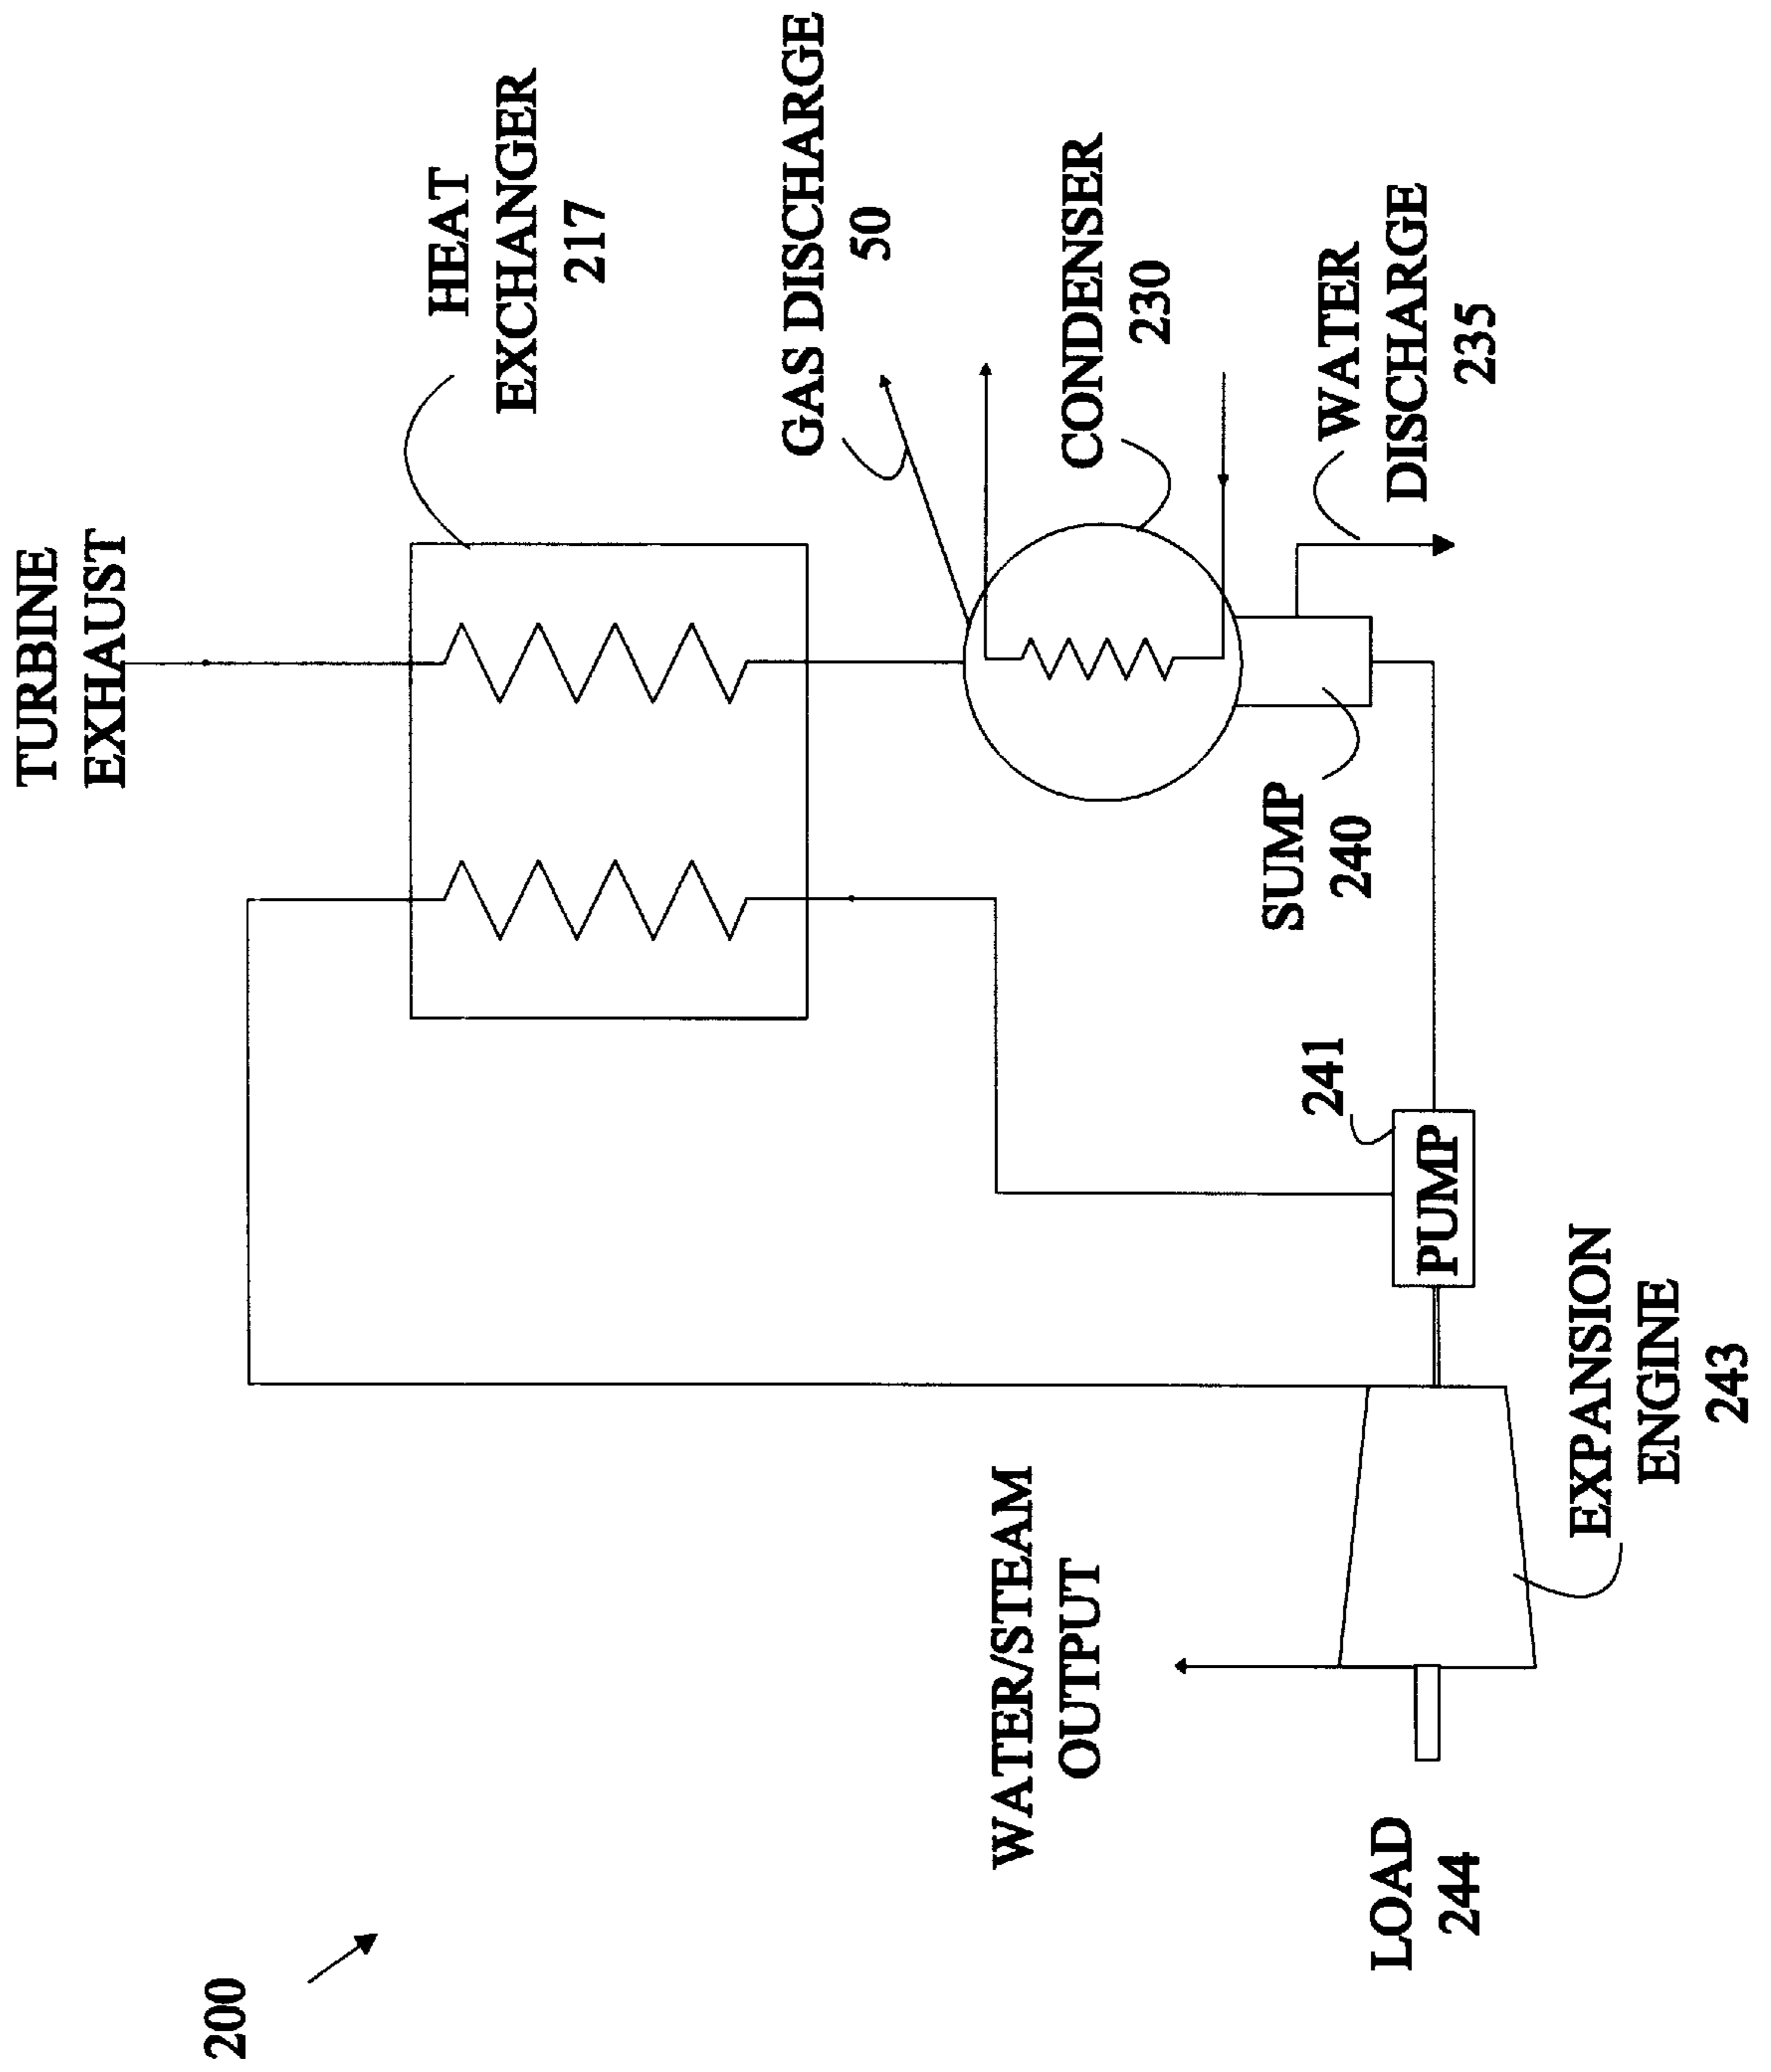 200
TURBINE
EXHAUST
HEAT
EXCHANGER
217
GAS DISCHARGE
50
CONDENSER
230
WATER
DISCHARGE
235
SUMP
240
241
PUMP
EXPANSION
ENGINE
243
WATER/STEAM
OUTPUT
LOAD
244